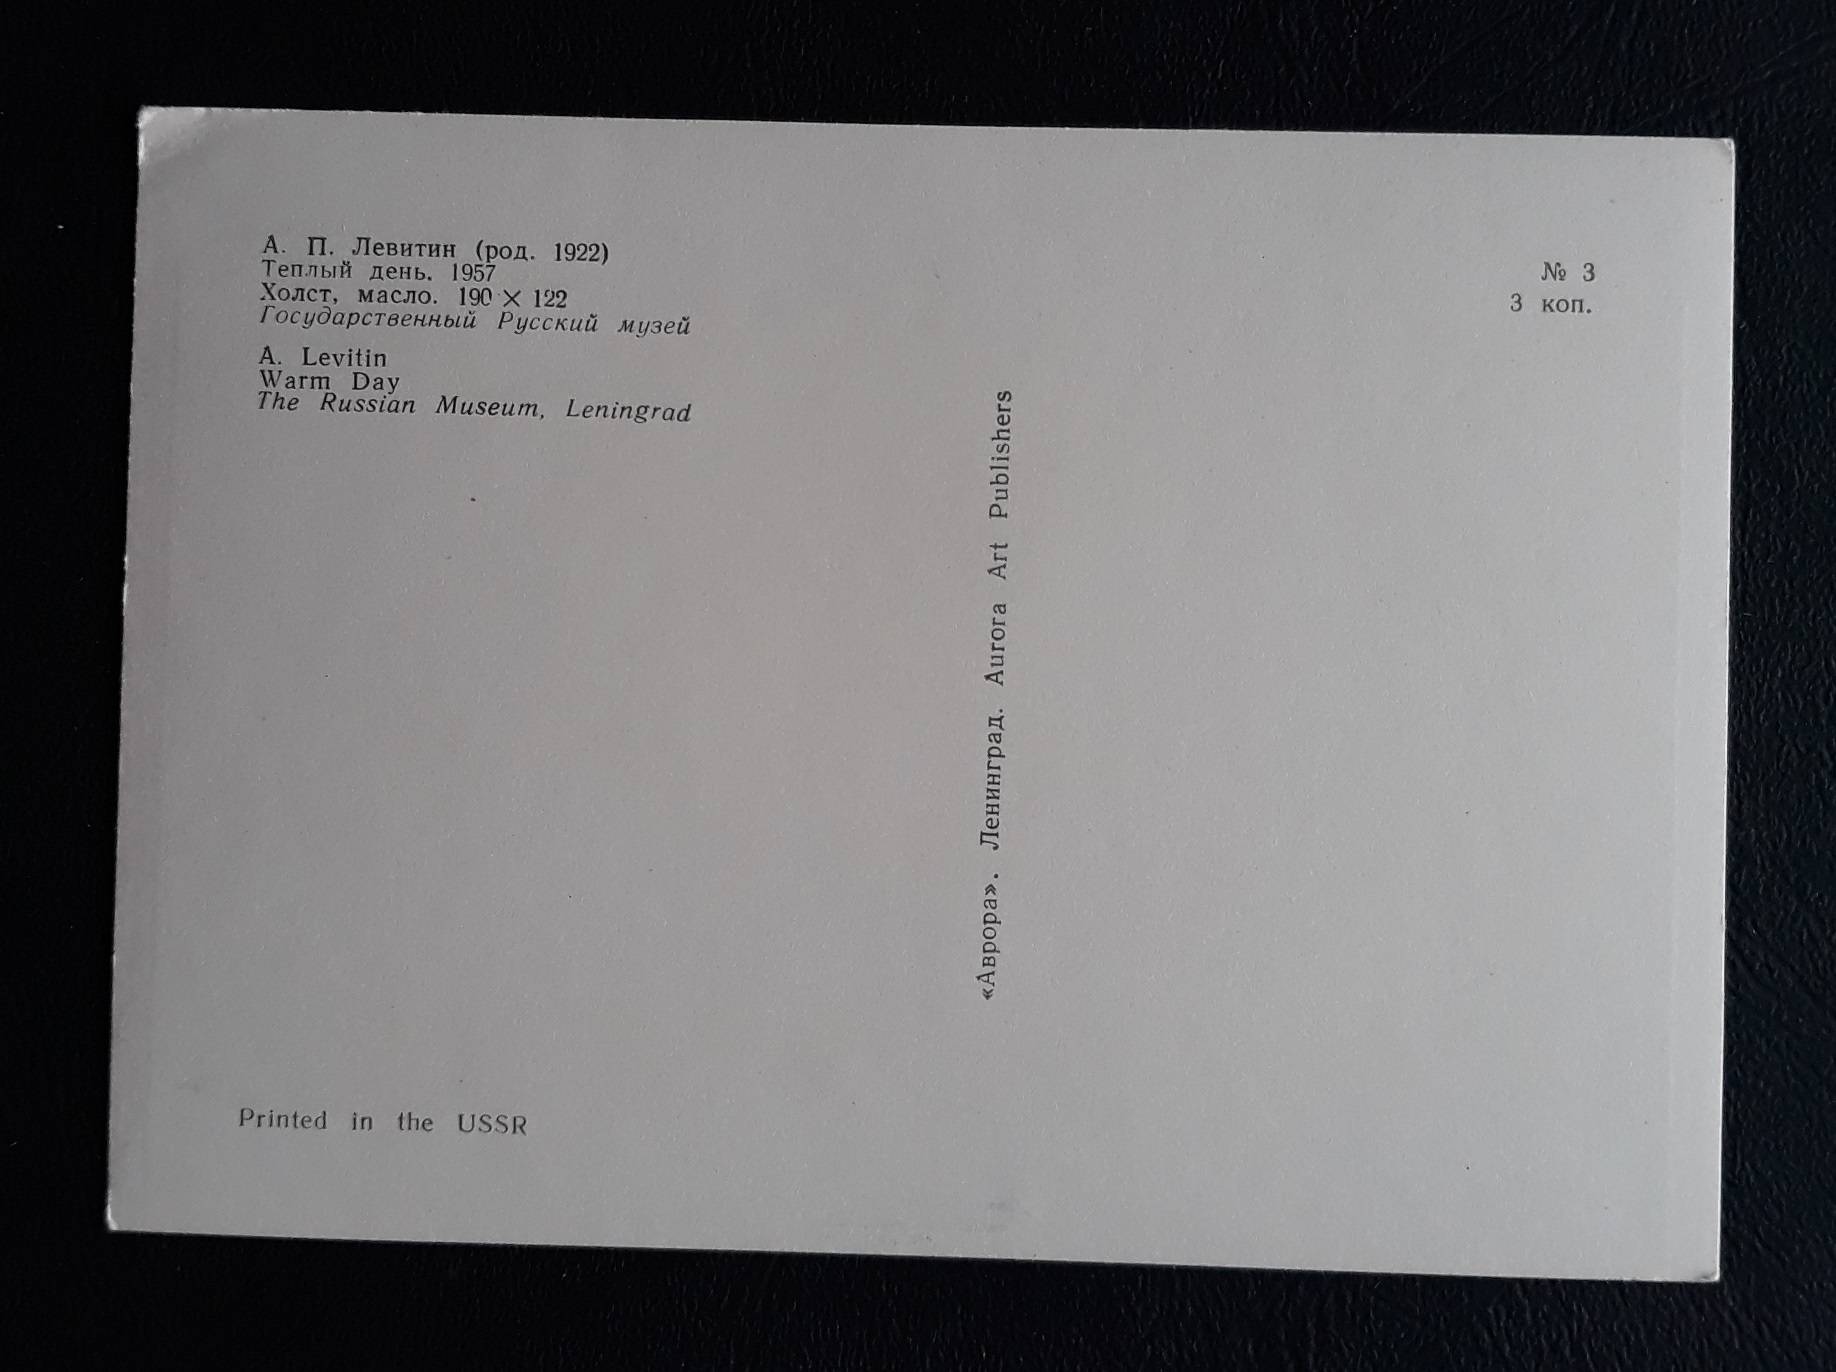 А. П. Левитин (род. 1922)
Теплый день. 1957
Холст, масло. 190 × 122
Государственный Русский музей
A. Levitin
Warm Day
The Russian Museum, Leningrad
№ 3
3 коп.
«Аврора». Ленинград. Aurora Art Publishers
Printed in the USSR